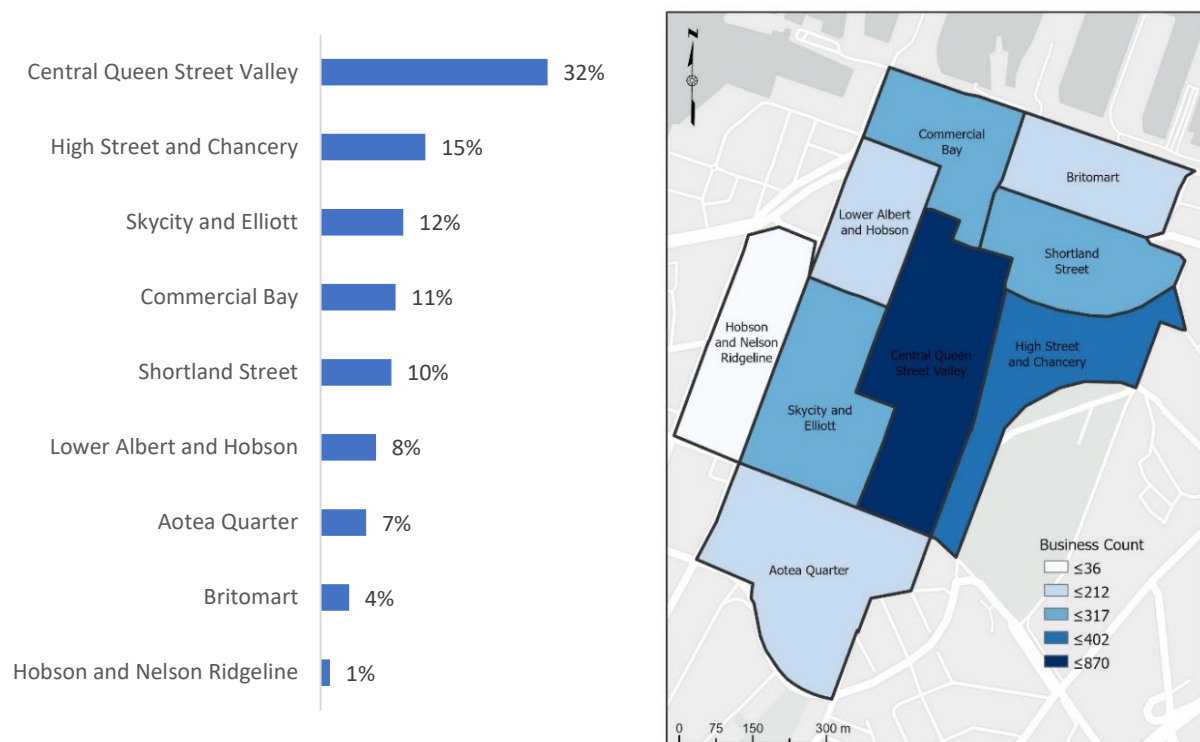 Central Queen Street Valley 32%
High Street and Chancery 15%
Skycity and Elliott 12%
Commercial Bay 11%
Shortland Street 10%
Lower Albert and Hobson 8%
Aotea Quarter 7%
Britomart 4%
Hobson and Nelson Ridgeline 1%
N
Commercial
Bay
Britomart
Lower Albert
and Hobson
Shortland
Street
Hobson
and Nelson
Ridgeline
Central Queen
Street Valley
High Street
and Chancery
Skycity and
Elliott
Aotea Quarter
Business Count
≤36
≤212
≤317
≤402
≤870
0 75 150 300 m